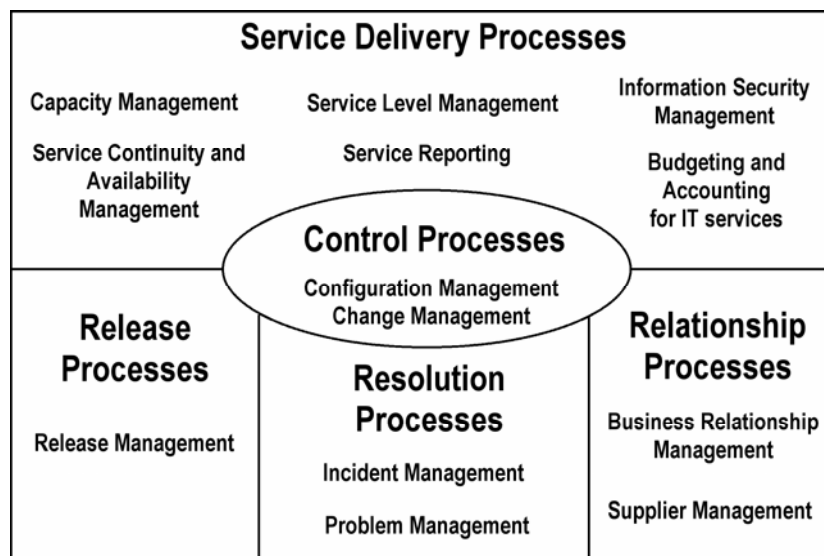 Service Delivery Processes
Capacity Management
Service Continuity and
Availability
Management
Service Level Management
Service Reporting
Information Security
Management
Budgeting and
Accounting
for IT services
Control Processes
Configuration Management
Change Management
Release
Processes
Release Management
Resolution
Processes
Incident Management
Problem Management
Relationship
Processes
Business Relationship
Management
Supplier Management